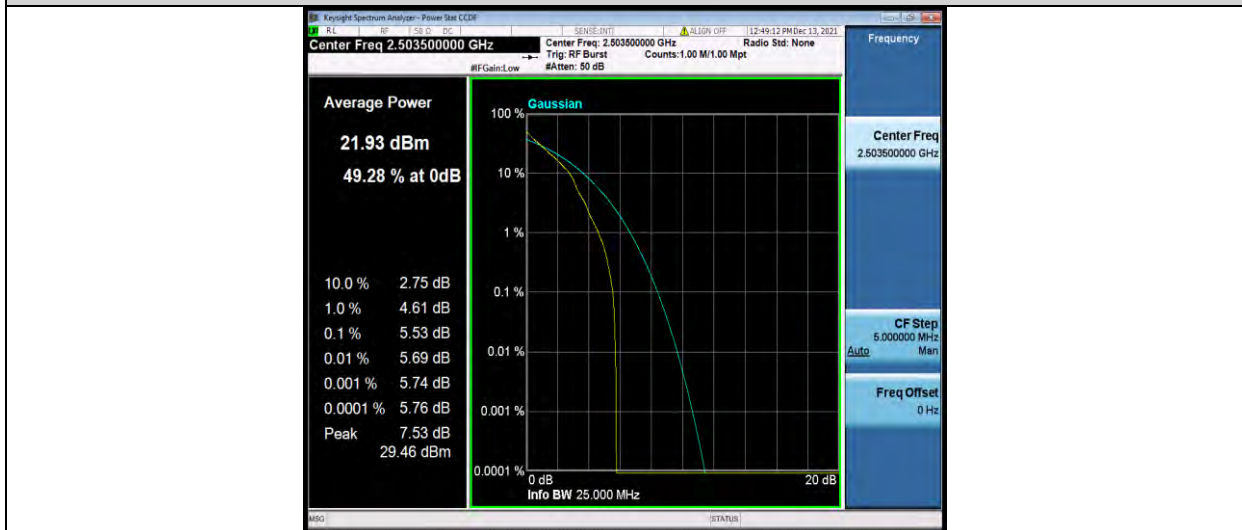 Keysight Spectrum Analyzer - Power Stat CCDF
RL RF 50 Ω DC SENSE:INT ALIGN OFF 12:49:12 PM Dec 13, 2021
Center Freq 2.503500000 GHz
Center Freq: 2.503500000 GHz Radio Std: None
Trig: RF Burst Counts:1.00 M/1.00 Mpt
#IFGain:Low #Atten: 50 dB
Frequency
Average Power
21.93 dBm
49.28 % at 0dB
10.0 % 2.75 dB
1.0 % 4.61 dB
0.1 % 5.53 dB
0.01 % 5.69 dB
0.001 % 5.74 dB
0.0001 % 5.76 dB
Peak 7.53 dB
29.46 dBm
Gaussian
100 %
10 %
1 %
0.1 %
0.01 %
0.001 %
0.0001 %
0 dB 20 dB
Info BW 25.000 MHz
Center Freq
2.503500000 GHz
CF Step
5.000000 MHz
Auto Man
Freq Offset
0 Hz
MSG STATUS